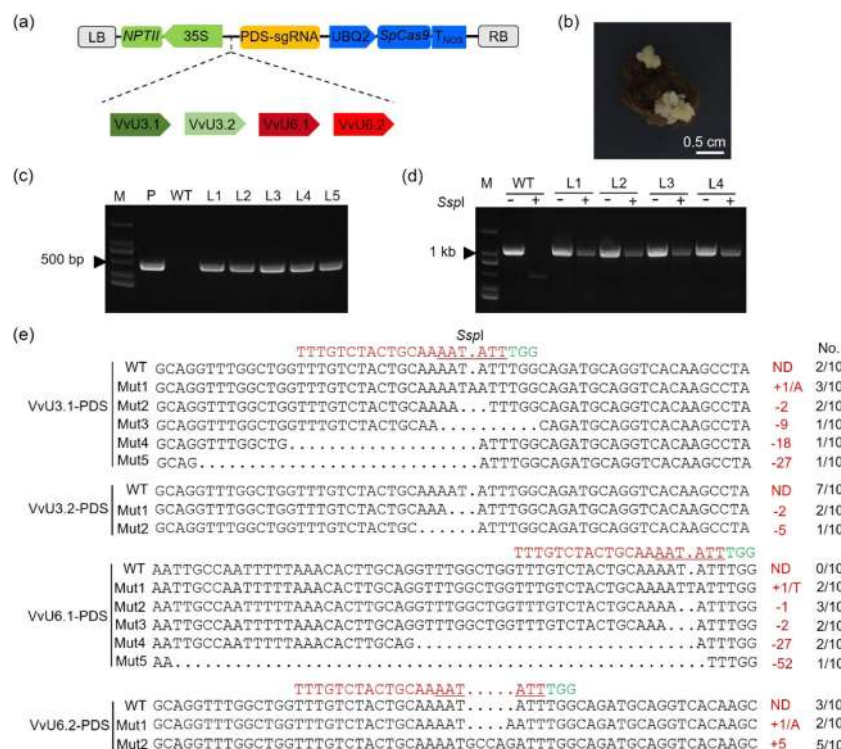 (a)
LB NPTII 35S PDS-sgRNA UBQ2 SpCas9 TNOS RB
VvU3.1 VvU3.2 VvU6.1 VvU6.2
(b)
0.5 cm
(c)
M P WT L1 L2 L3 L4 L5
500 bp
(d)
M WT L1 L2 L3 L4
SspI - + - + - + - + - +
1 kb
(e)
SspI No.
TTTGTCTACTGCAAAAT.ATTTGG
WT GCAGGTTTGGCTGGTTTGTCTACTGCAAAAT.ATTTGGCAGATGCAGGTCACAAGCCTA ND 2/10
Mut1 GCAGGTTTGGCTGGTTTGTCTACTGCAAAATAATTTGGCAGATGCAGGTCACAAGCCTA +1/A 3/10
VvU3.1-PDS Mut2 GCAGGTTTGGCTGGTTTGTCTACTGCAAAA...TTTGGCAGATGCAGGTCACAAGCCTA -2 2/10
Mut3 GCAGGTTTGGCTGGTTTGTCTACTGCAA..........CAGATGCAGGTCACAAGCCTA -9 1/10
Mut4 GCAGGTTTGGCTG...................ATTTGGCAGATGCAGGTCACAAGCCTA -18 1/10
Mut5 GCAG............................ATTTGGCAGATGCAGGTCACAAGCCTA -27 1/10
WT GCAGGTTTGGCTGGTTTGTCTACTGCAAAAT.ATTTGGCAGATGCAGGTCACAAGCCTA ND 7/10
VvU3.2-PDS Mut1 GCAGGTTTGGCTGGTTTGTCTACTGCAAA...ATTTGGCAGATGCAGGTCACAAGCCTA -2 2/10
Mut2 GCAGGTTTGGCTGGTTTGTCTACTGC......ATTTGGCAGATGCAGGTCACAAGCCTA -5 1/10
TTTGTCTACTGCAAAAT.ATTTGG
WT AATTGCCAATTTTTAAACACTTGCAGGTTTGGCTGGTTTGTCTACTGCAAAAT.ATTTGG ND 0/10
Mut1 AATTGCCAATTTTTAAACACTTGCAGGTTTGGCTGGTTTGTCTACTGCAAAATTATTTGG +1/T 2/10
VvU6.1-PDS Mut2 AATTGCCAATTTTTAAACACTTGCAGGTTTGGCTGGTTTGTCTACTGCAAAA..ATTTGG -1 3/10
Mut3 AATTGCCAATTTTTAAACACTTGCAGGTTTGGCTGGTTTGTCTACTGCAAA...ATTTGG -2 2/10
Mut4 AATTGCCAATTTTTAAACACTTGCAG............................ATTTGG -27 2/10
Mut5 AA.....................................................TTTGG -52 1/10
TTTGTCTACTGCAAAAT.....ATTTGG
WT GCAGGTTTGGCTGGTTTGTCTACTGCAAAAT.....ATTTGGCAGATGCAGGTCACAAGC ND 3/10
VvU6.2-PDS Mut1 GCAGGTTTGGCTGGTTTGTCTACTGCAAAAT....AATTTGGCAGATGCAGGTCACAAGC +1/A 2/10
Mut2 GCAGGTTTGGCTGGTTTGTCTACTGCAAAATGCCAGATTTGGCAGATGCAGGTCACAAGC +5 5/10